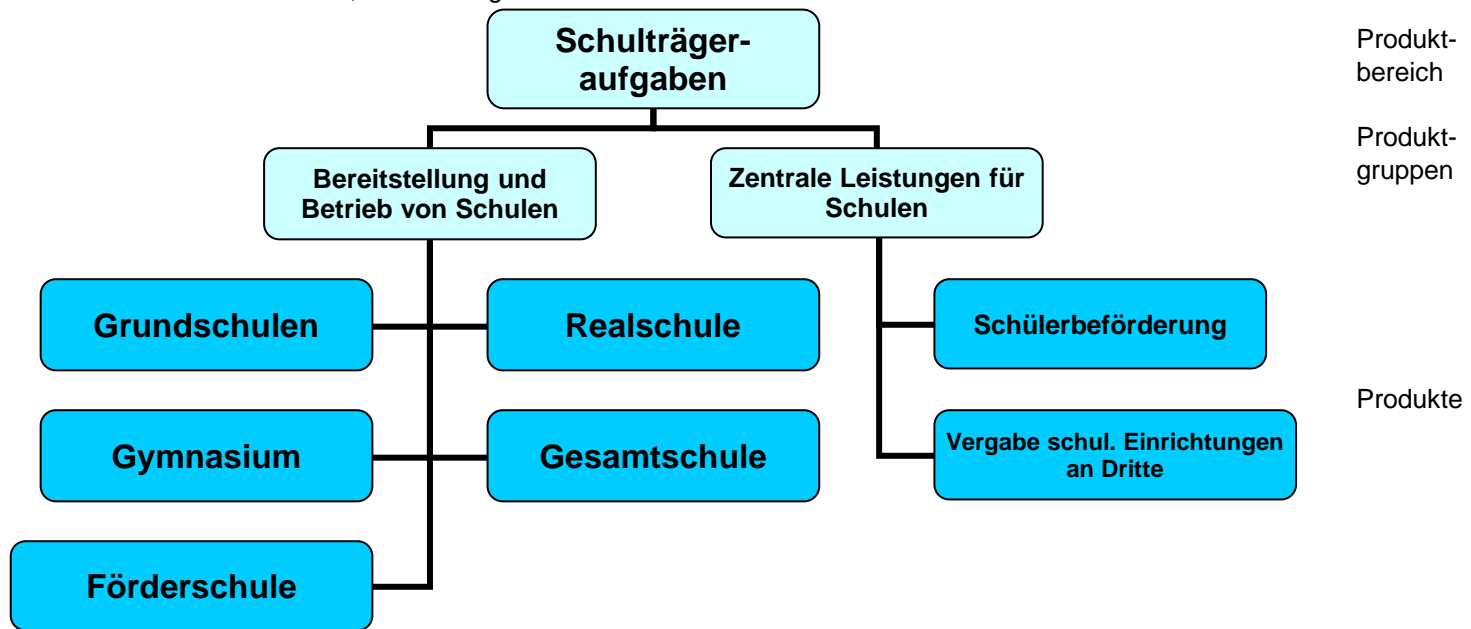 Schulträger-
aufgaben
Produkt-
bereich
Produkt-
gruppen
Bereitstellung und
Betrieb von Schulen
Zentrale Leistungen für
Schulen
Grundschulen
Realschule
Schülerbeförderung
Produkte
Gymnasium
Gesamtschule
Vergabe schul. Einrichtungen
an Dritte
Förderschule